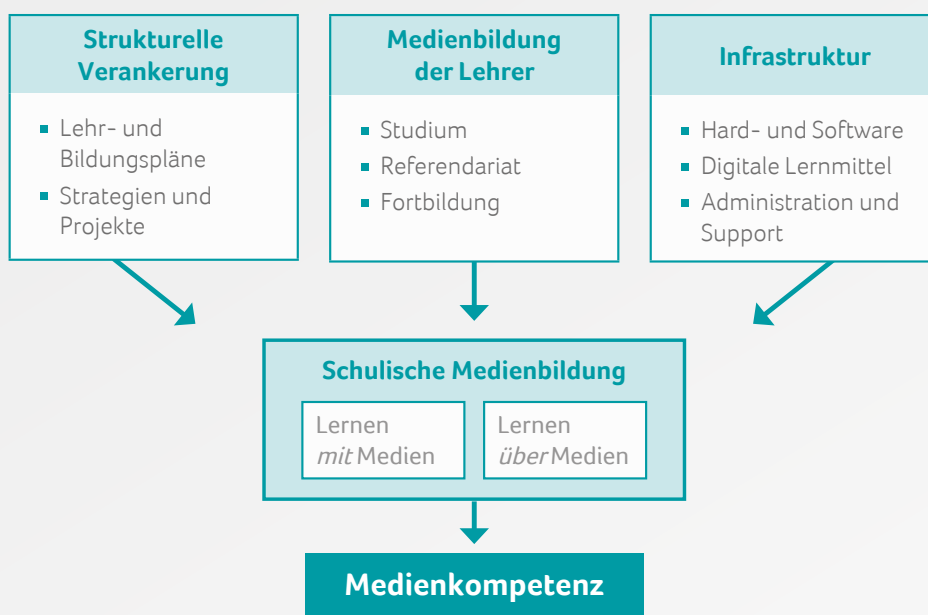 Strukturelle
Verankerung
▪ Lehr- und
Bildungspläne
▪ Strategien und
Projekte
Medienbildung
der Lehrer
▪ Studium
▪ Referendariat
▪ Fortbildung
Infrastruktur
▪ Hard- und Software
▪ Digitale Lernmittel
▪ Administration und
Support
Schulische Medienbildung
Lernen
mit Medien
Lernen
über Medien
Medienkompetenz